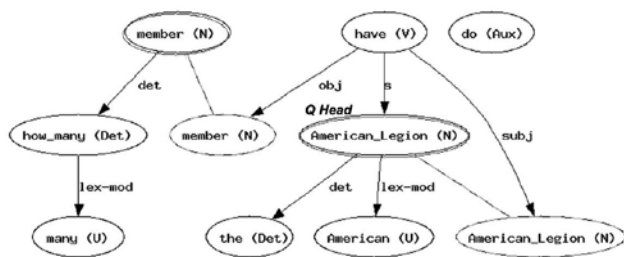 member (N) have (V) do (Aux)
det obj s
Q Head
how_many (Det) member (N) American_Legion (N) subj
lex-mod det lex-mod
many (U) the (Det) American (U) American_Legion (N)